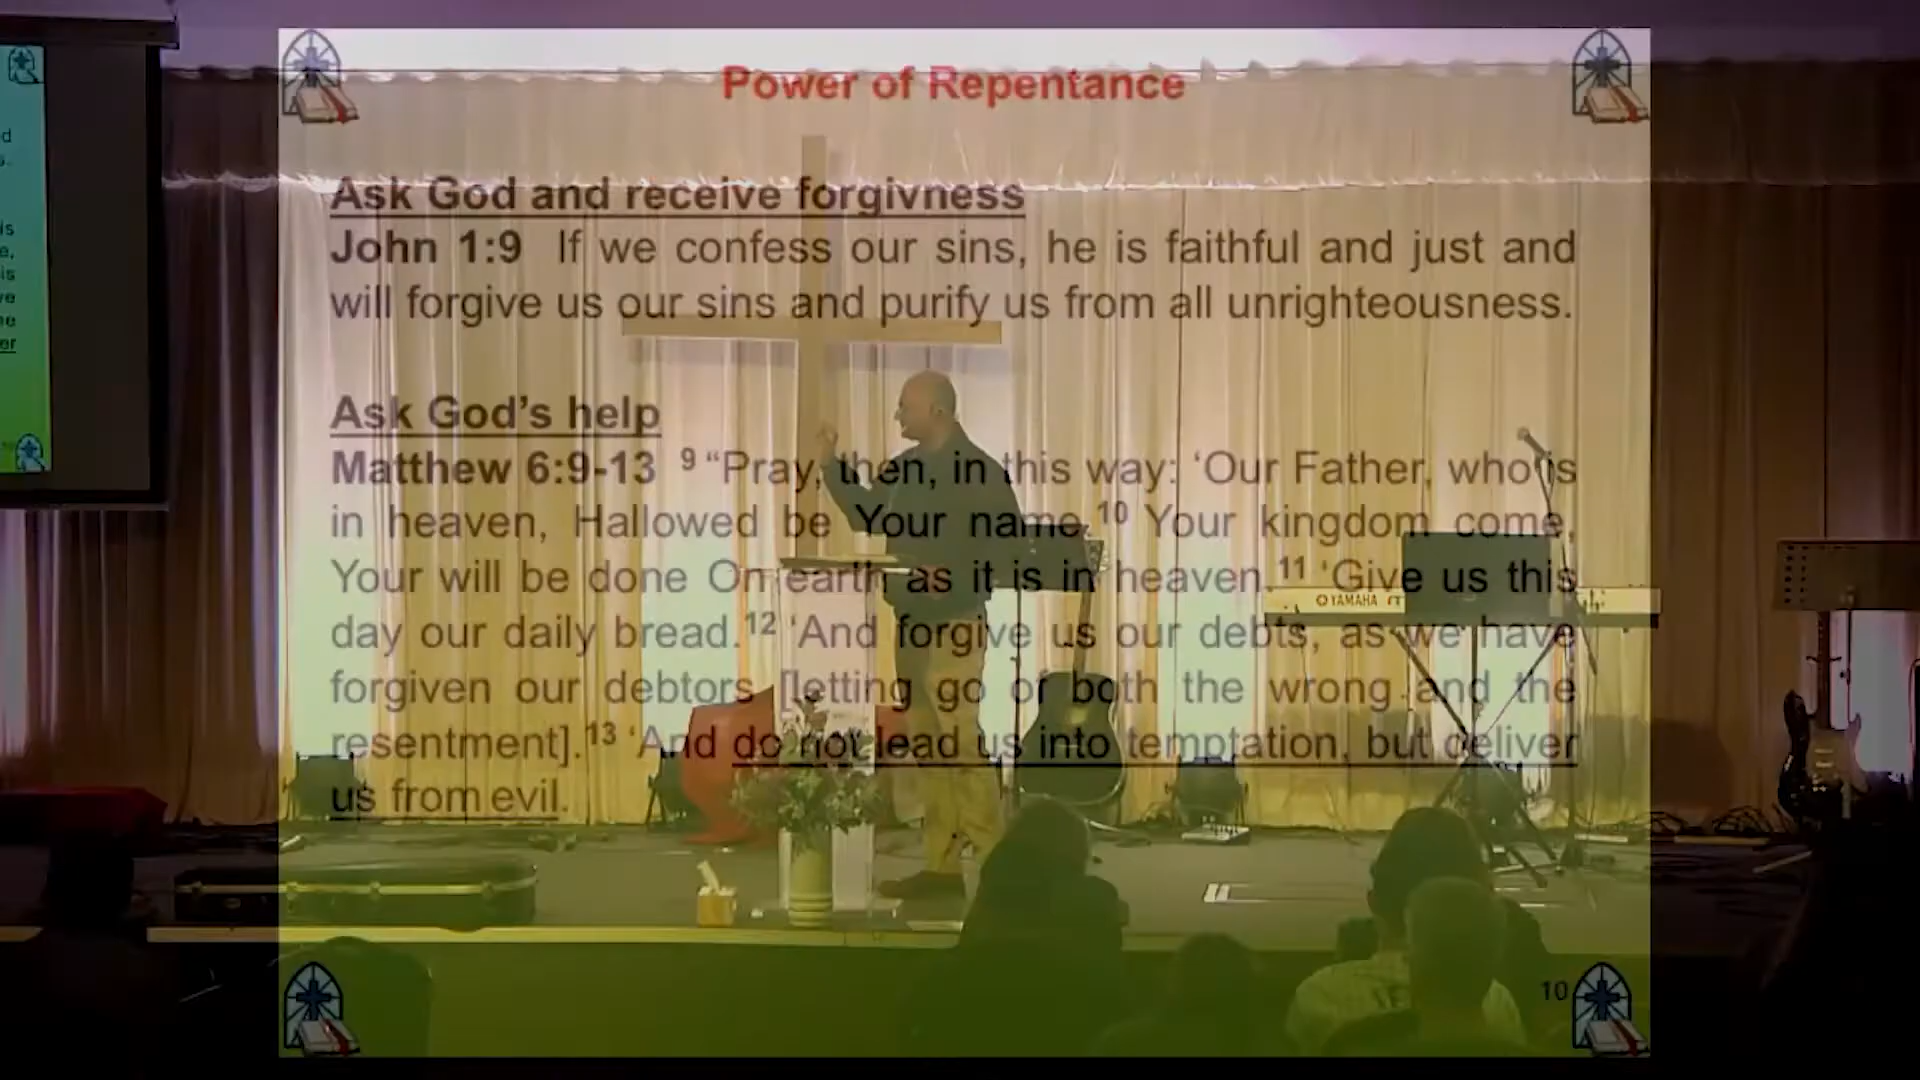 Power of Repentance
Ask God and receive forgivness
John 1:9 If we confess our sins, he is faithful and just and
will forgive us our sins and purify us from all unrighteousness.
Ask God’s help
Matthew 6:9-13 ⁹ “Pray, then, in this way: ‘Our Father, who is
in heaven, Hallowed be Your name.¹⁰ Your kingdom come,
Your will be done On earth as it is in heaven.¹¹ ‘Give us this
day our daily bread.¹² ‘And forgive us our debts, as we have
forgiven our debtors [letting go of both the wrong and the
resentment].¹³ ‘And do not lead us into temptation, but deliver
us from evil.
YAMAHA
10